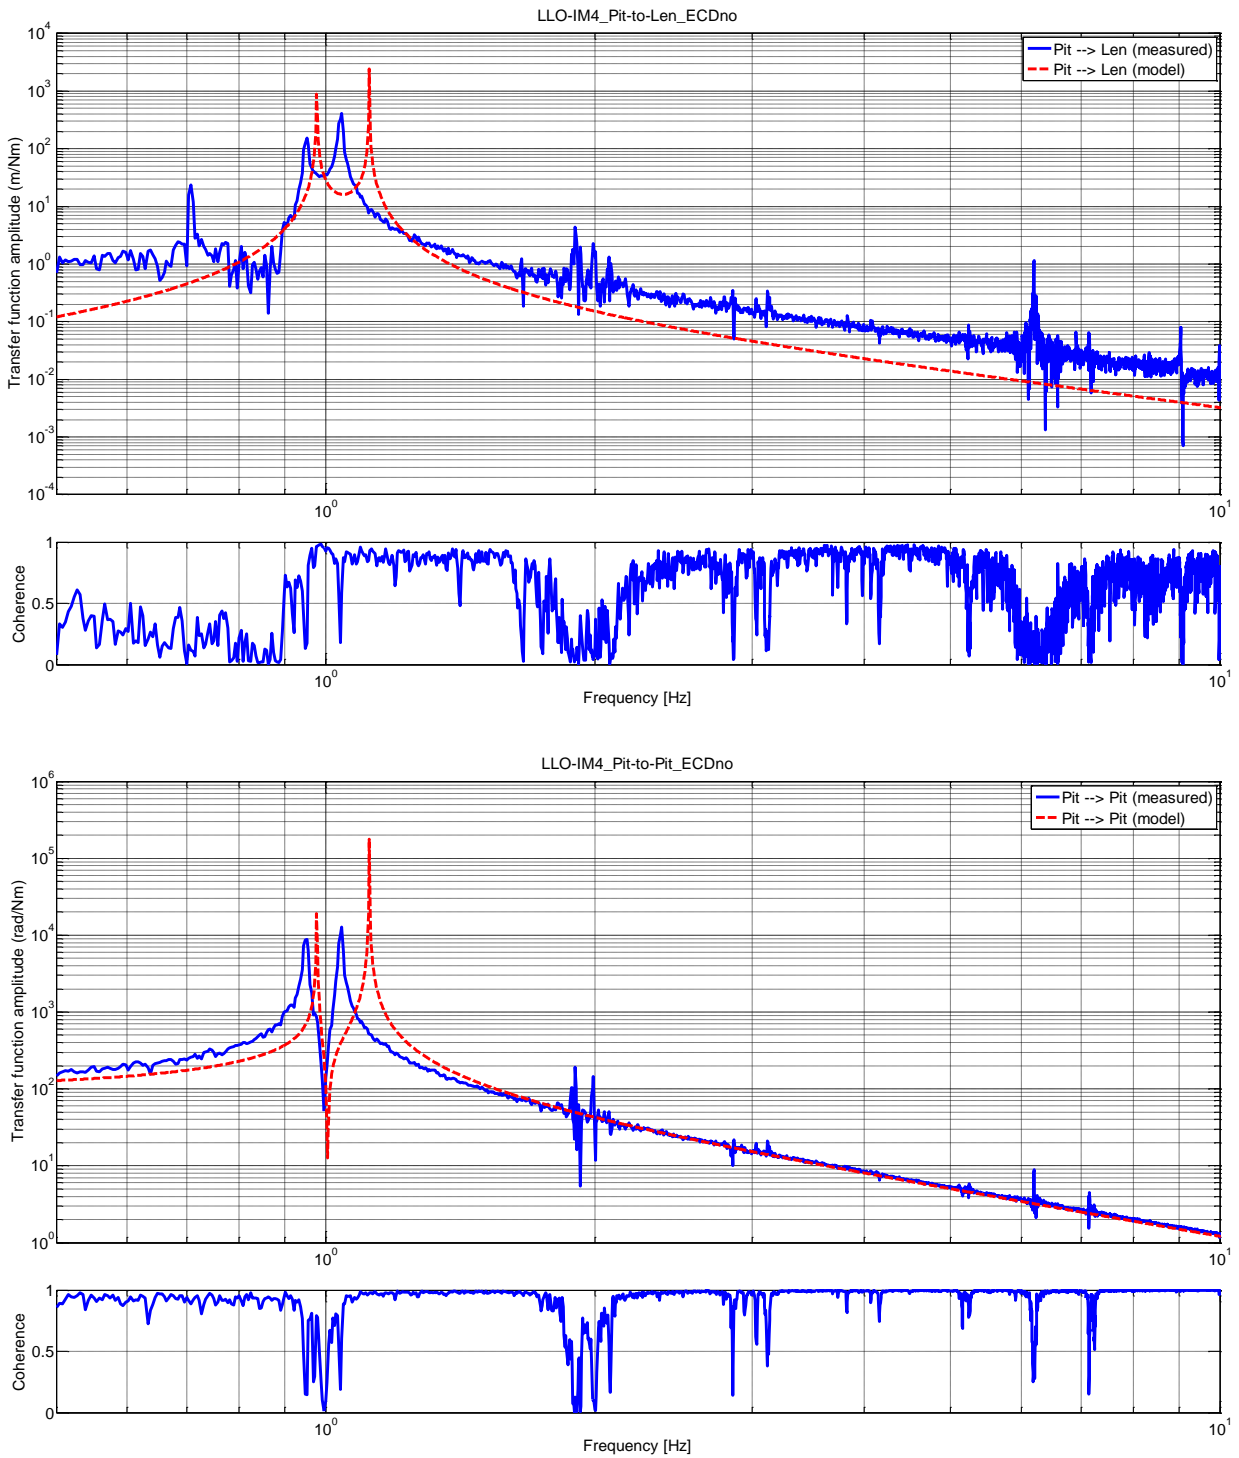 LLO-IM4_Pit-to-Len_ECDno
Transfer function amplitude (m/Nm)
10^4
10^3
10^2
10^1
10^0
10^-1
10^-2
10^-3
10^-4
Pit --> Len (measured)
Pit --> Len (model)
10^0
10^1
Coherence
1
0.5
0
10^0
10^1
Frequency [Hz]
LLO-IM4_Pit-to-Pit_ECDno
Transfer function amplitude (rad/Nm)
10^6
10^5
10^4
10^3
10^2
10^1
10^0
Pit --> Pit (measured)
Pit --> Pit (model)
10^0
10^1
Coherence
1
0.5
0
10^0
10^1
Frequency [Hz]